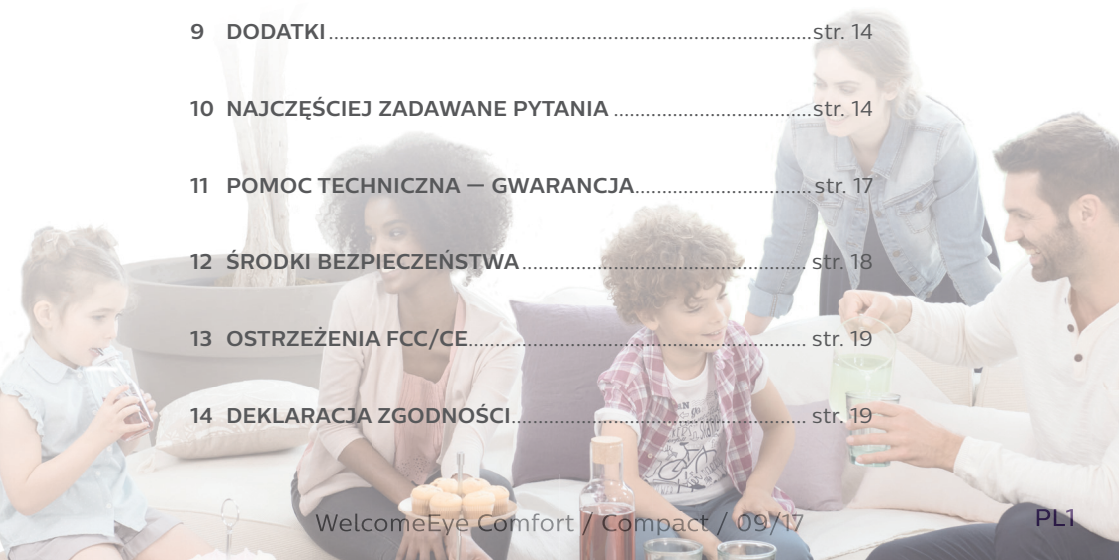 9 DODATKI....................str. 14
10 NAJCZĘŚCIEJ ZADAWANE PYTANIA ....................str. 14
11 POMOC TECHNICZNA — GWARANCJA....................str. 17
12 ŚRODKI BEZPIECZEŃSTWA.................... str. 18
13 OSTRZEŻENIA FCC/CE.................... str. 19
14 DEKLARACJA ZGODNOŚCI.................... str. 19
WelcomeEye Comfort / Compact / 09/17
PL1